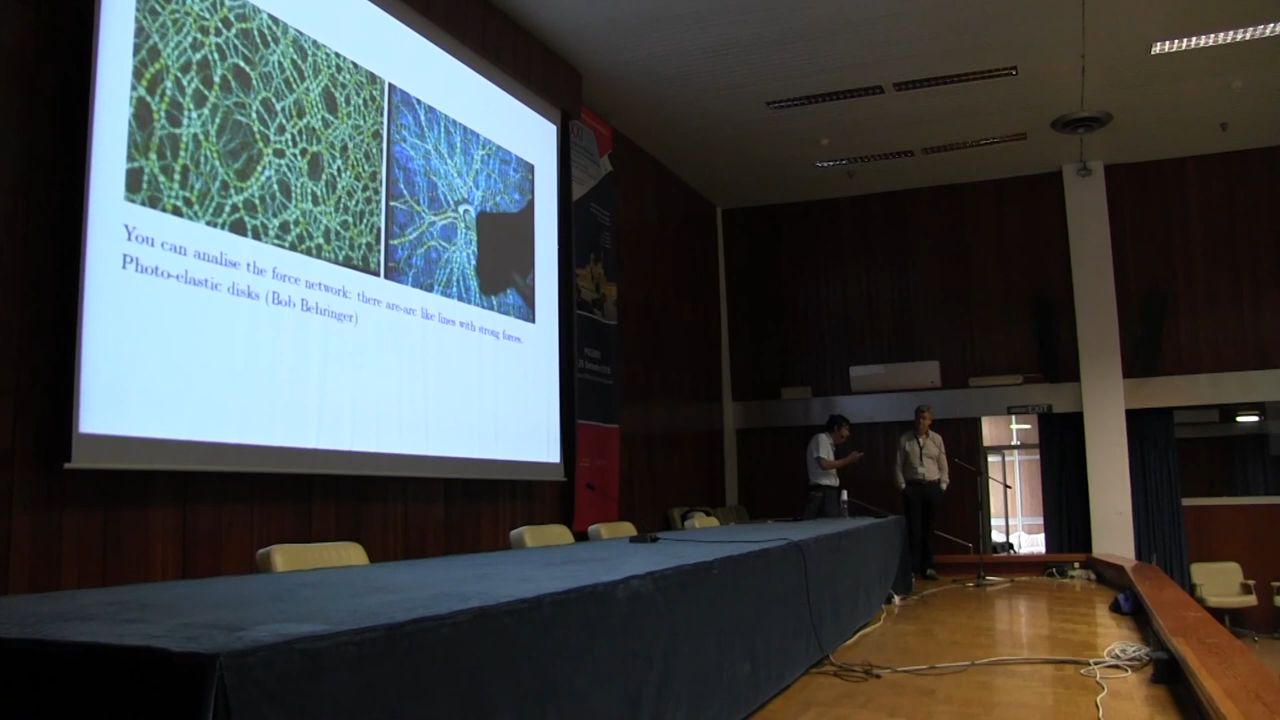 You can analise the force network: there are-arc like lines with strong forces.
Photo-elastic disks (Bob Behringer)
EXIT